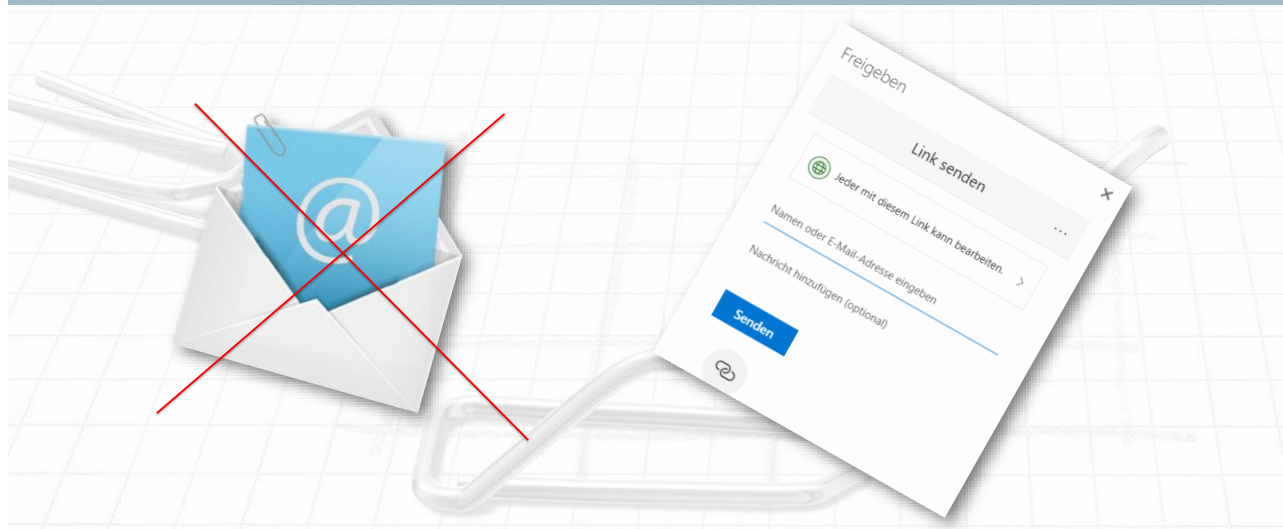 @
Freigeben
Link senden
×
...
Jeder mit diesem Link kann bearbeiten.
>
Namen oder E-Mail-Adresse eingeben
Nachricht hinzufügen (optional)
Senden